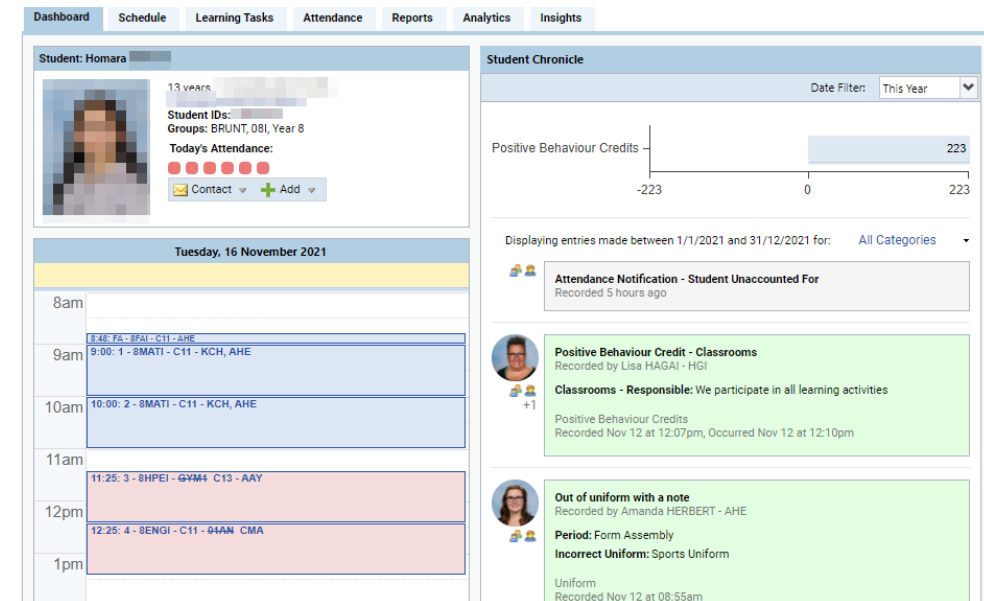 Dashboard Schedule Learning Tasks Attendance Reports Analytics Insights
Student: Homara
13 years
Student IDs:
Groups: BRUNT, 08I, Year 8
Today's Attendance:
Contact Add
Tuesday, 16 November 2021
8am
8:48: FA - 8FAI - C11 - AHE
9am
9:00: 1 - 8MATI - C11 - KCH, AHE
10am
10:00: 2 - 8MATI - C11 - KCH, AHE
11am
11:25: 3 - 8HPEI - GYM1 C13 - AAY
12pm
12:25: 4 - 8ENGI - C11 - 01AN CMA
1pm
Student Chronicle
Date Filter: This Year
Positive Behaviour Credits 223
-223 0 223
Displaying entries made between 1/1/2021 and 31/12/2021 for: All Categories
Attendance Notification - Student Unaccounted For
Recorded 5 hours ago
Positive Behaviour Credit - Classrooms
Recorded by Lisa HAGAI - HGI
Classrooms - Responsible: We participate in all learning activities
+1
Positive Behaviour Credits
Recorded Nov 12 at 12:07pm, Occurred Nov 12 at 12:10pm
Out of uniform with a note
Recorded by Amanda HERBERT - AHE
Period: Form Assembly
Incorrect Uniform: Sports Uniform
Uniform
Recorded Nov 12 at 08:55am